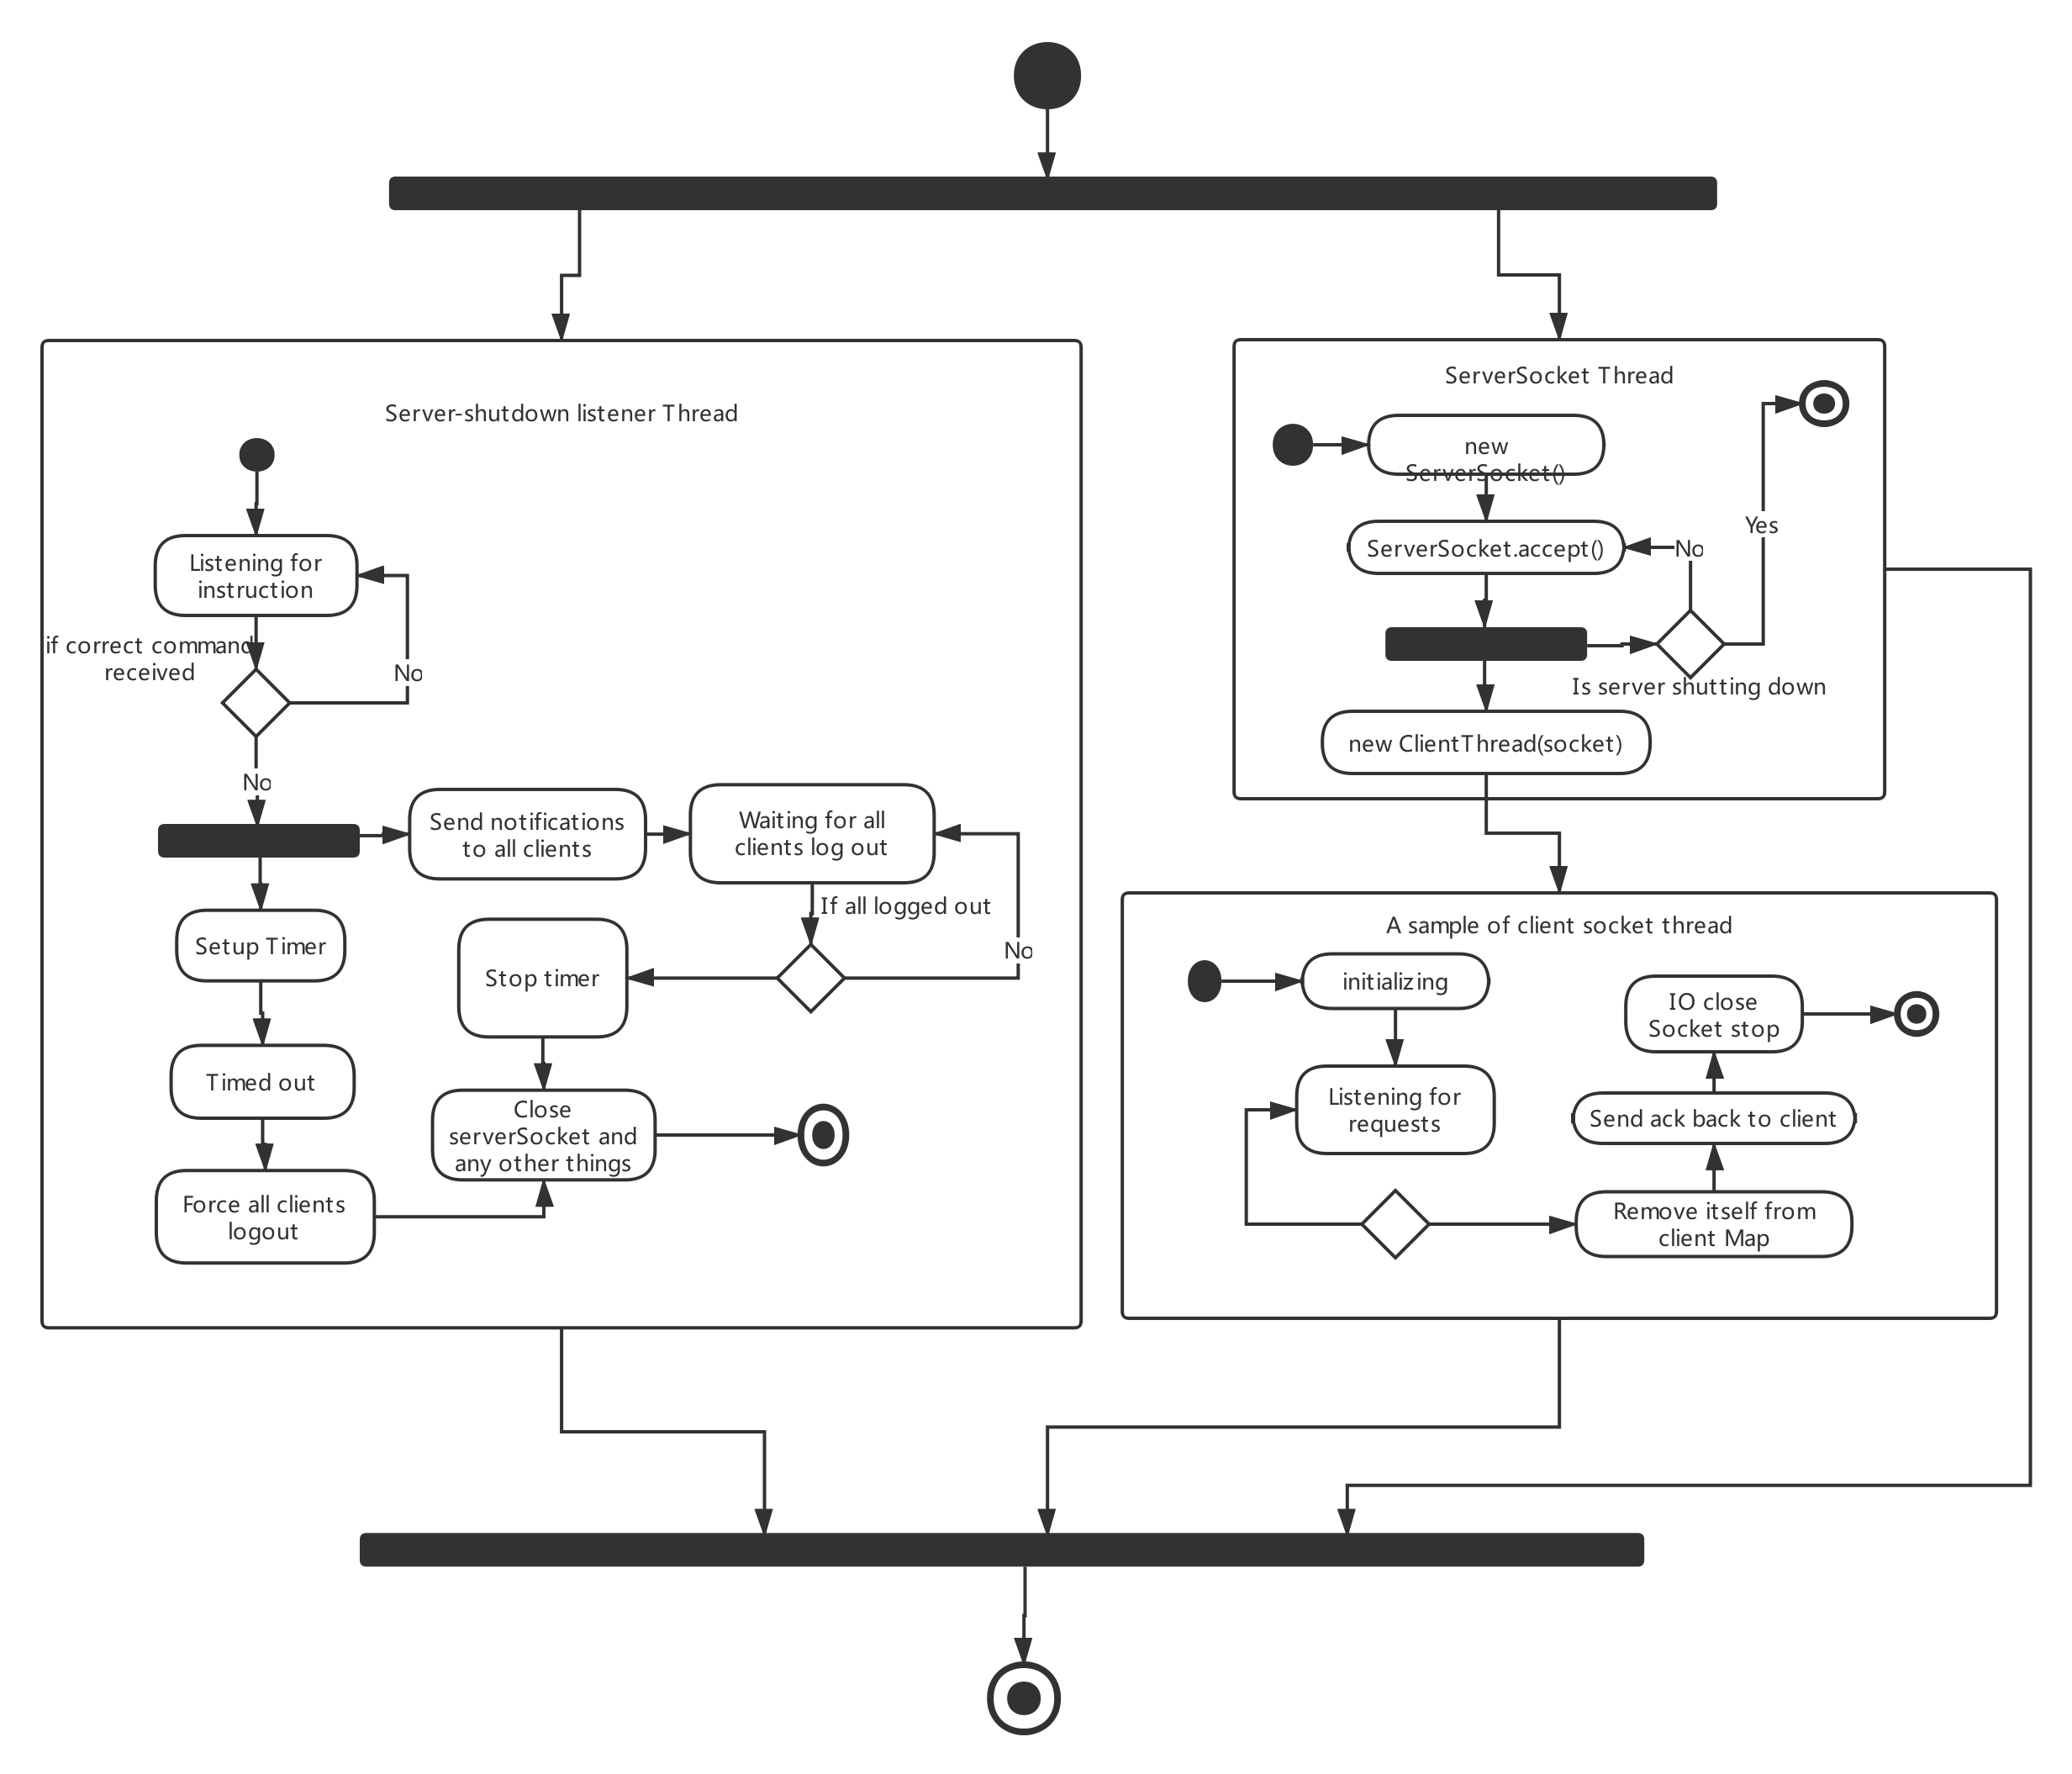 Server-shutdown listener Thread
Listening for
instruction
if correct command
received
No
No
Send notifications
to all clients
Waiting for all
clients log out
If all logged out
No
Setup Timer
Stop timer
Timed out
Close
serverSocket and
any other things
Force all clients
logout
ServerSocket Thread
new
ServerSocket()
Yes
ServerSocket.accept()
No
Is server shutting down
new ClientThread(socket)
A sample of client socket thread
initializing
IO close
Socket stop
Listening for
requests
Send ack back to client
Remove itself from
client Map